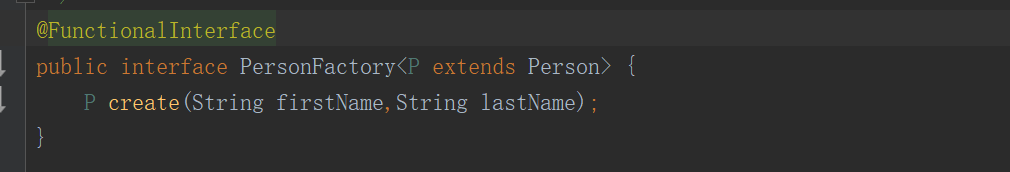 @FunctionalInterface
public interface PersonFactory<P extends Person> {
    P create(String firstName,String lastName);
}